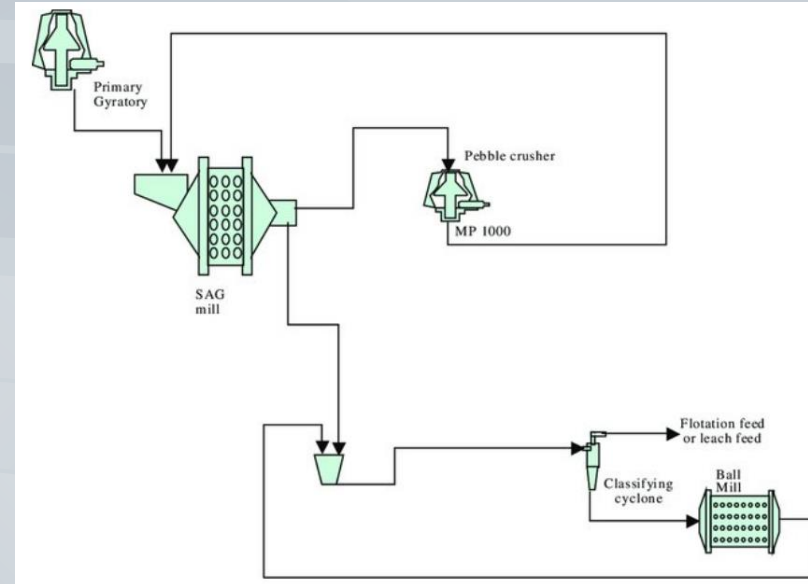 Primary
Gyratory
Pebble crusher
MP 1000
SAG
mill
Flotation feed
or leach feed
Classifying
cyclone
Ball
Mill